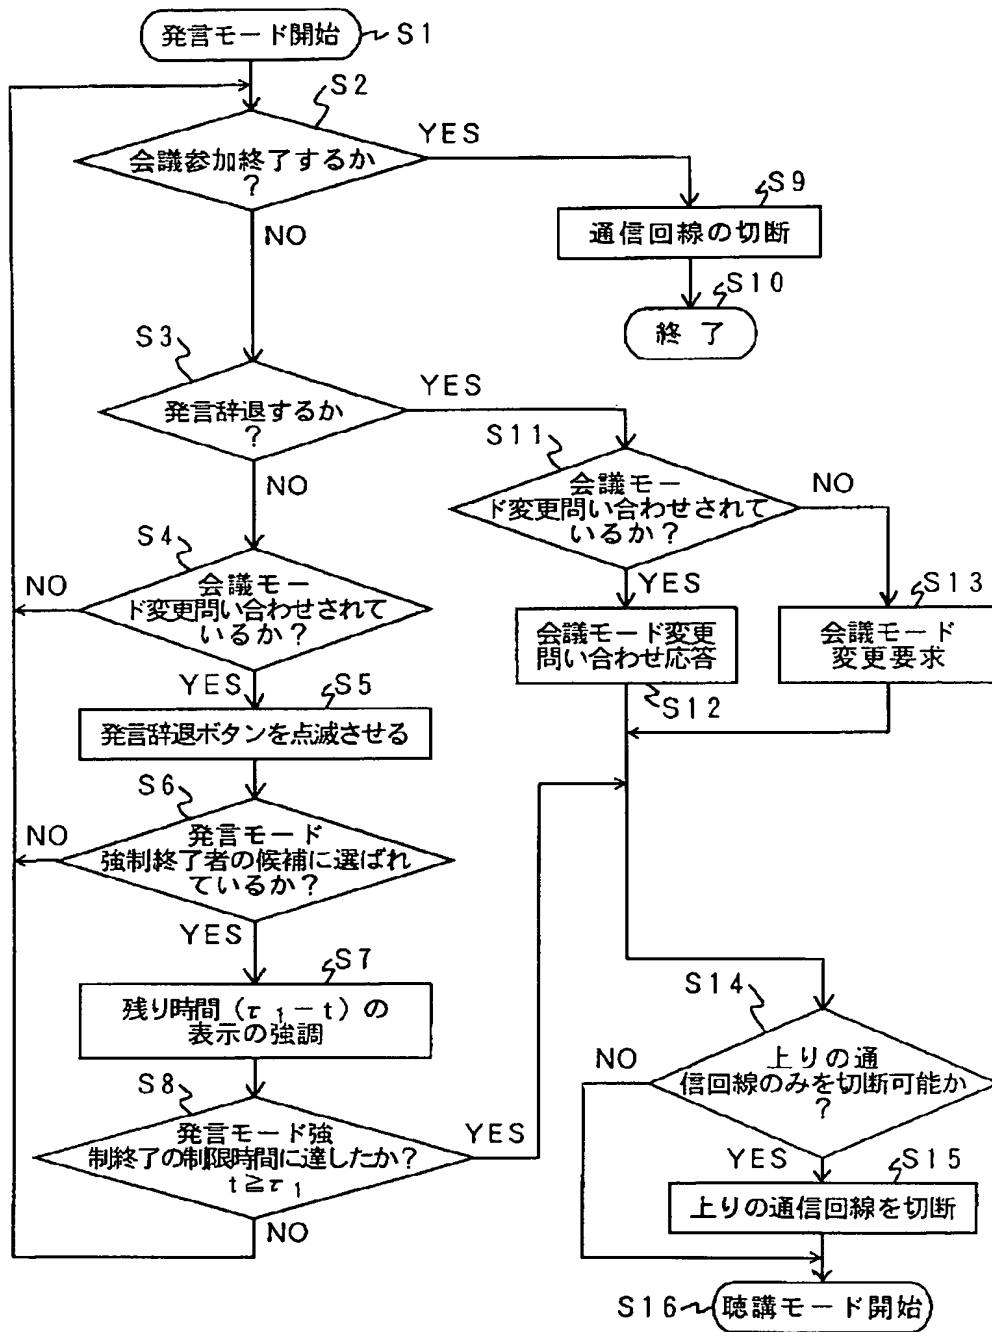 発言モード開始
S1
S2
会議参加終了するか
?
YES
NO
S9
通信回線の切断
S10
終了
S3
発言辞退するか
?
YES
NO
S11
会議モー
ド変更問い合わせされて
いるか?
NO
YES
S4
会議モー
ド変更問い合わせされて
いるか?
NO
YES
S12
会議モード変更
問い合わせ応答
S13
会議モード
変更要求
S5
発言辞退ボタンを点滅させる
S6
発言モード
強制終了者の候補に選ばれ
ているか?
NO
YES
S7
残り時間(τ1−t)の
表示の強調
S8
発言モード強
制終了の制限時間に達したか?
t≧τ1
YES
NO
S14
上りの通
信回線のみを切断可能か
?
NO
YES
S15
上りの通信回線を切断
S16
聴講モード開始